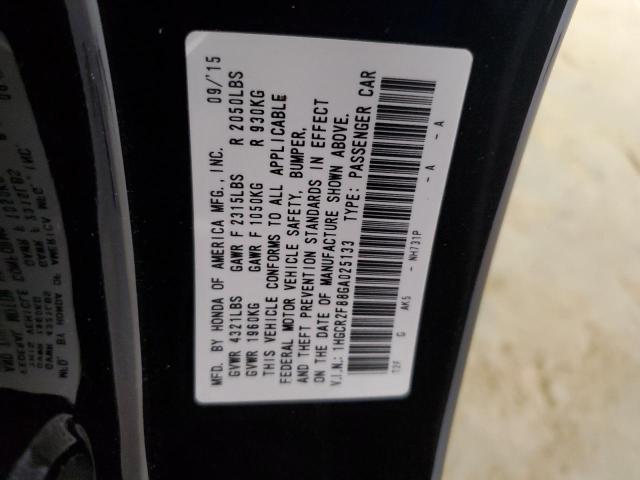 MFD. BY HONDA OF AMERICA MFG., INC. 09/'15
GVWR 4321LBS GAWR F 2315LBS R 2050LBS
GVWR 1960KG GAWR F 1050KG R 930KG
THIS VEHICLE CONFORMS TO ALL APPLICABLE
FEDERAL MOTOR VEHICLE SAFETY, BUMPER,
AND THEFT PREVENTION STANDARDS IN EFFECT
ON THE DATE OF MANUFACTURE SHOWN ABOVE.
V.I.N.: 1HGCR2F88GA025133 TYPE: PASSENGER CAR
NH731P - A - A
T2F G AK5